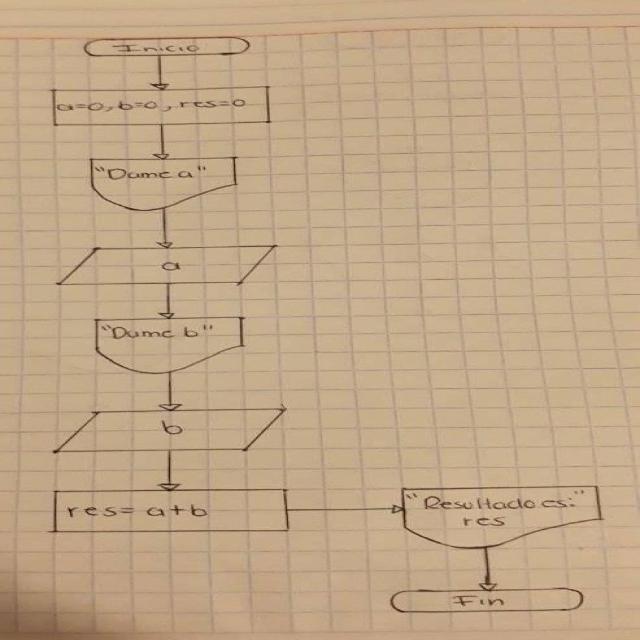 Inicio
a=0, b=0, res=0
"Dame a"
a
"Dame b"
b
res= a+b
"Resultado es:"
res
Fin